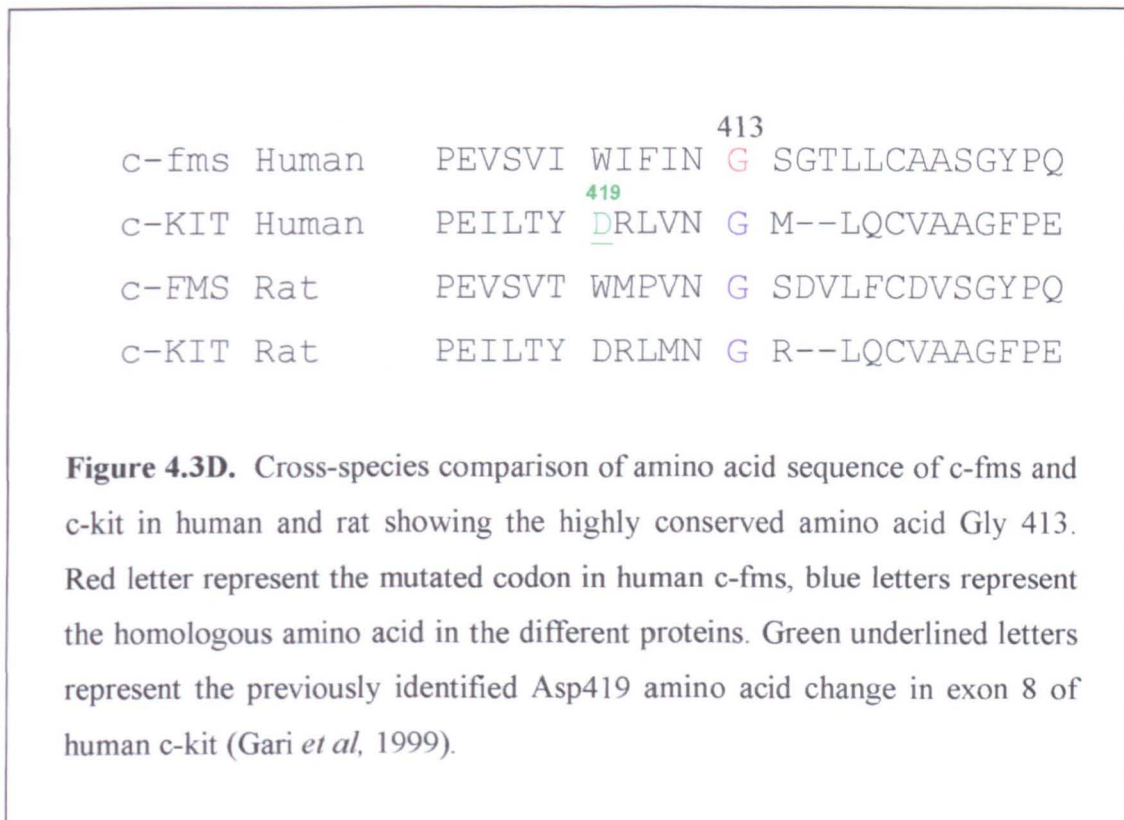 413
c-fms Human PEVSVI WIFIN G SGTLLCAASGYPQ
419
c-KIT Human PEILTY DRLVN G M--LQCVAAGFPE
c-FMS Rat PEVSVT WMPVN G SDVLFCDVSGYPQ
c-KIT Rat PEILTY DRLMN G R--LQCVAAGFPE
Figure 4.3D. Cross-species comparison of amino acid sequence of c-fms and
c-kit in human and rat showing the highly conserved amino acid Gly 413.
Red letter represent the mutated codon in human c-fms, blue letters represent
the homologous amino acid in the different proteins. Green underlined letters
represent the previously identified Asp419 amino acid change in exon 8 of
human c-kit (Gari et al, 1999).